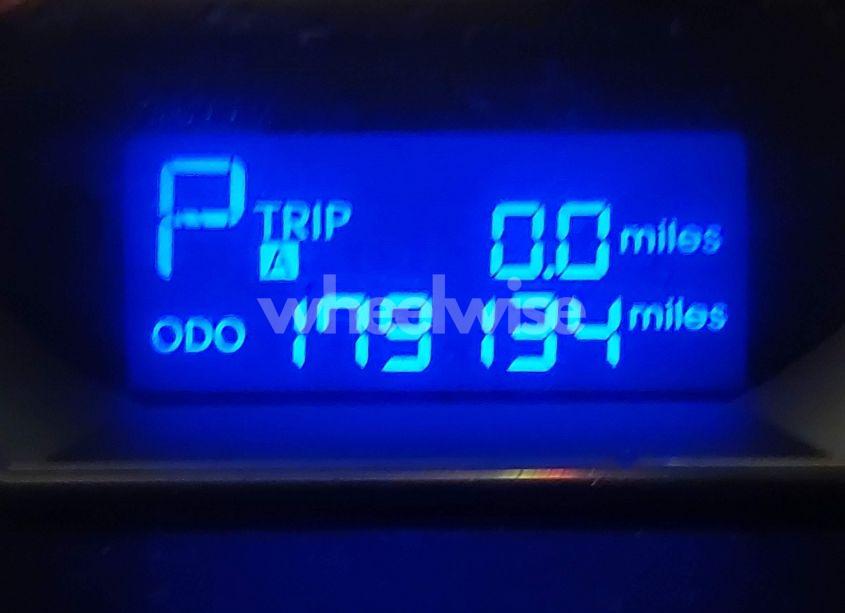 P TRIP A 0.0 miles
ODO 179134 miles
wheelwise